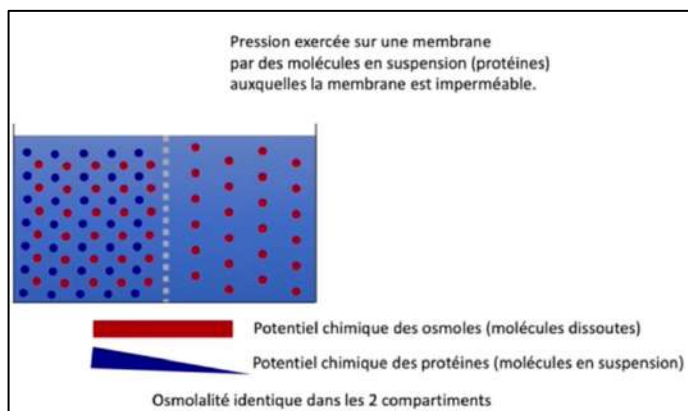 Pression exercée sur une membrane
par des molécules en suspension (protéines)
auxquelles la membrane est imperméable.
Potentiel chimique des osmoles (molécules dissoutes)
Potentiel chimique des protéines (molécules en suspension)
Osmolalité identique dans les 2 compartiments